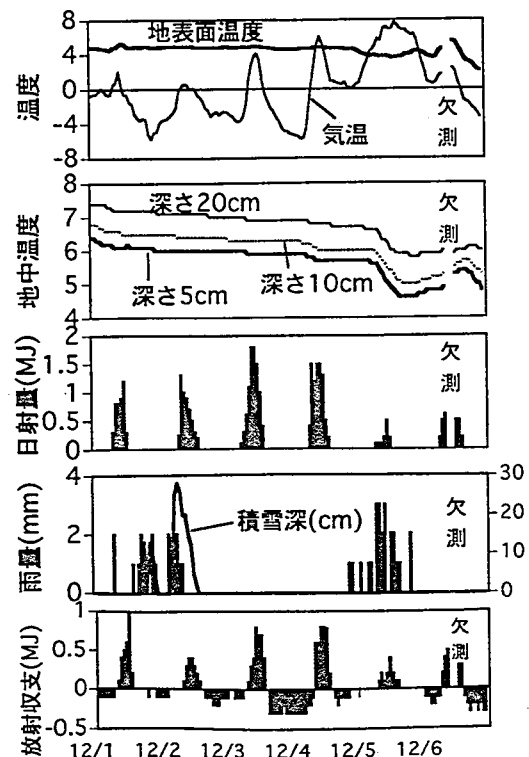 温度
8
4
0
-4
-8
地表面温度
気温
欠
測
地中温度
8
7
6
5
4
深さ20cm
深さ10cm
深さ5cm
欠
測
日射量(MJ)
2
1.5
1
0.5
0
欠
測
雨量(mm)
4
2
0
積雪深(cm)
30
20
10
0
欠
測
放射収支(MJ)
1
0.5
0
-0.5
欠
測
12/1 12/2 12/3 12/4 12/5 12/6